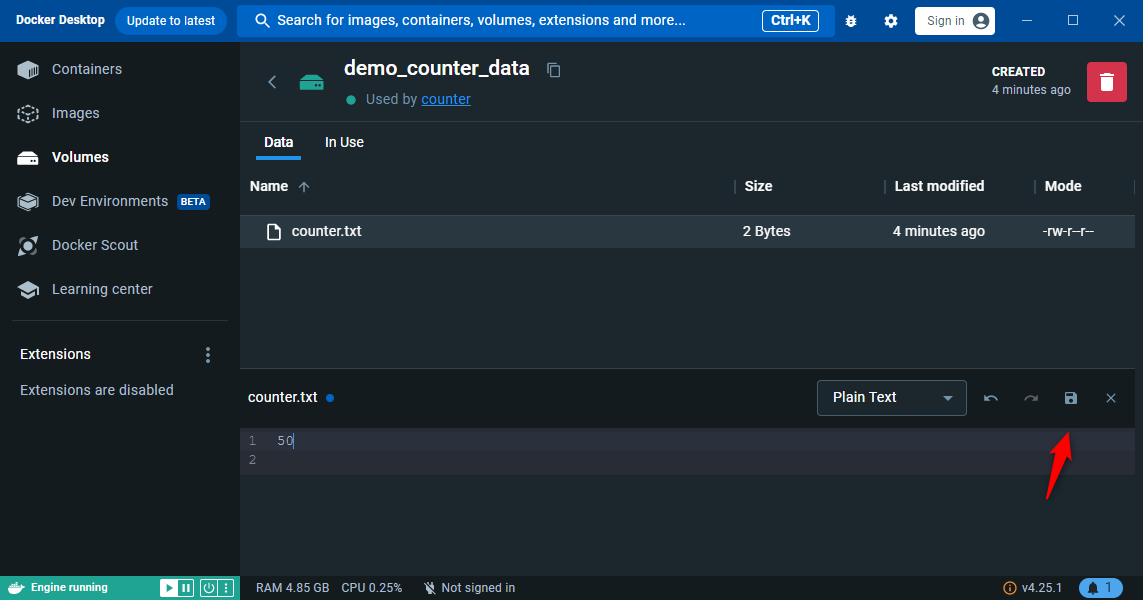 Docker Desktop Update to latest Search for images, containers, volumes, extensions and more... Ctrl+K Sign in
Containers
Images
Volumes
Dev Environments BETA
Docker Scout
Learning center
Extensions
Extensions are disabled
demo_counter_data
Used by counter
CREATED
4 minutes ago
Data In Use
Name Size Last modified Mode
counter.txt 2 Bytes 4 minutes ago -rw-r--r--
counter.txt Plain Text
1 50
2
Engine running RAM 4.85 GB CPU 0.25% Not signed in v4.25.1 1